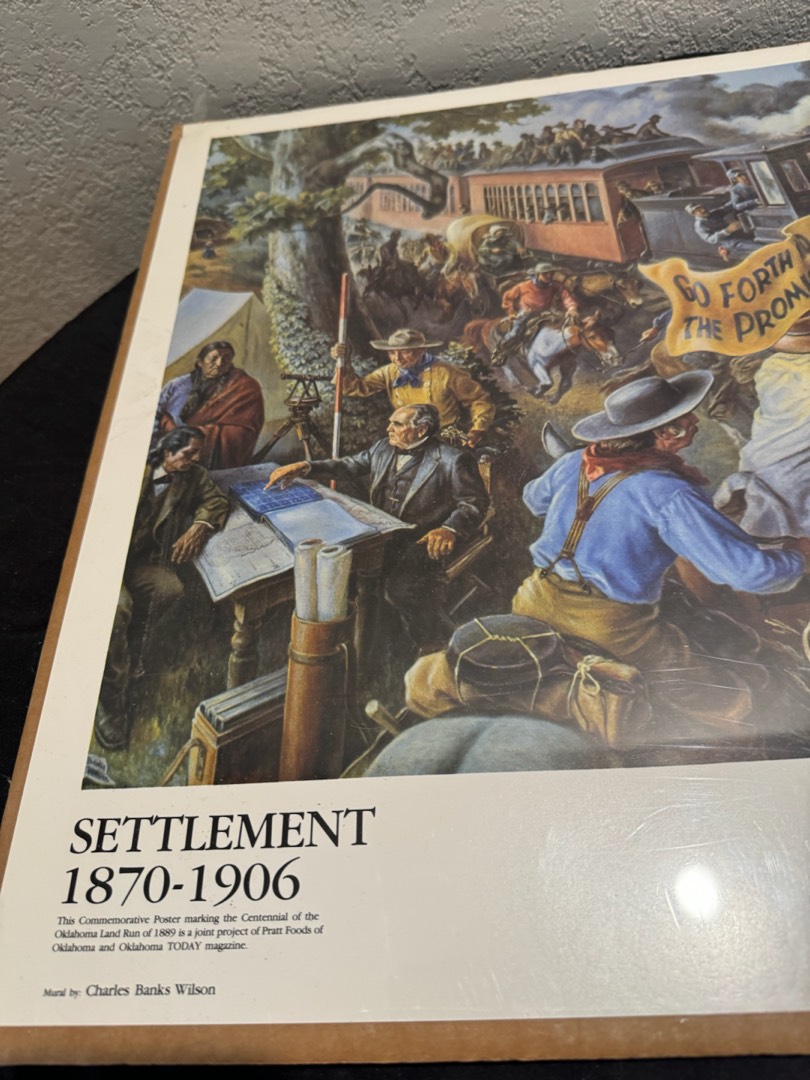 GO FORTH
THE PROM
SETTLEMENT
1870-1906
This Commemorative Poster marking the Centennial of the
Oklahoma Land Run of 1889 is a joint project of Pratt Foods of
Oklahoma and Oklahoma TODAY magazine.
Mural by: Charles Banks Wilson